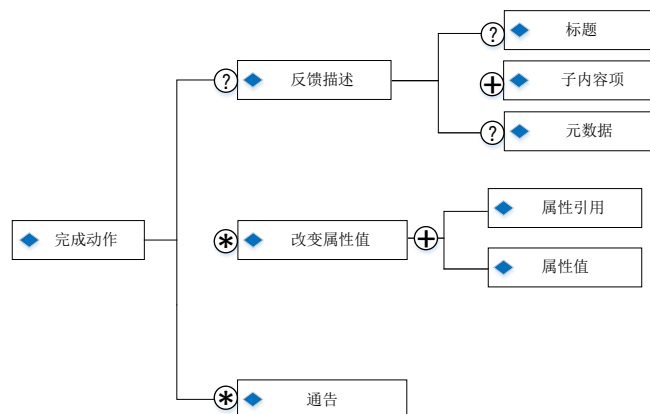 标题
反馈描述
子内容项
元数据
属性引用
完成动作
改变属性值
属性值
通告